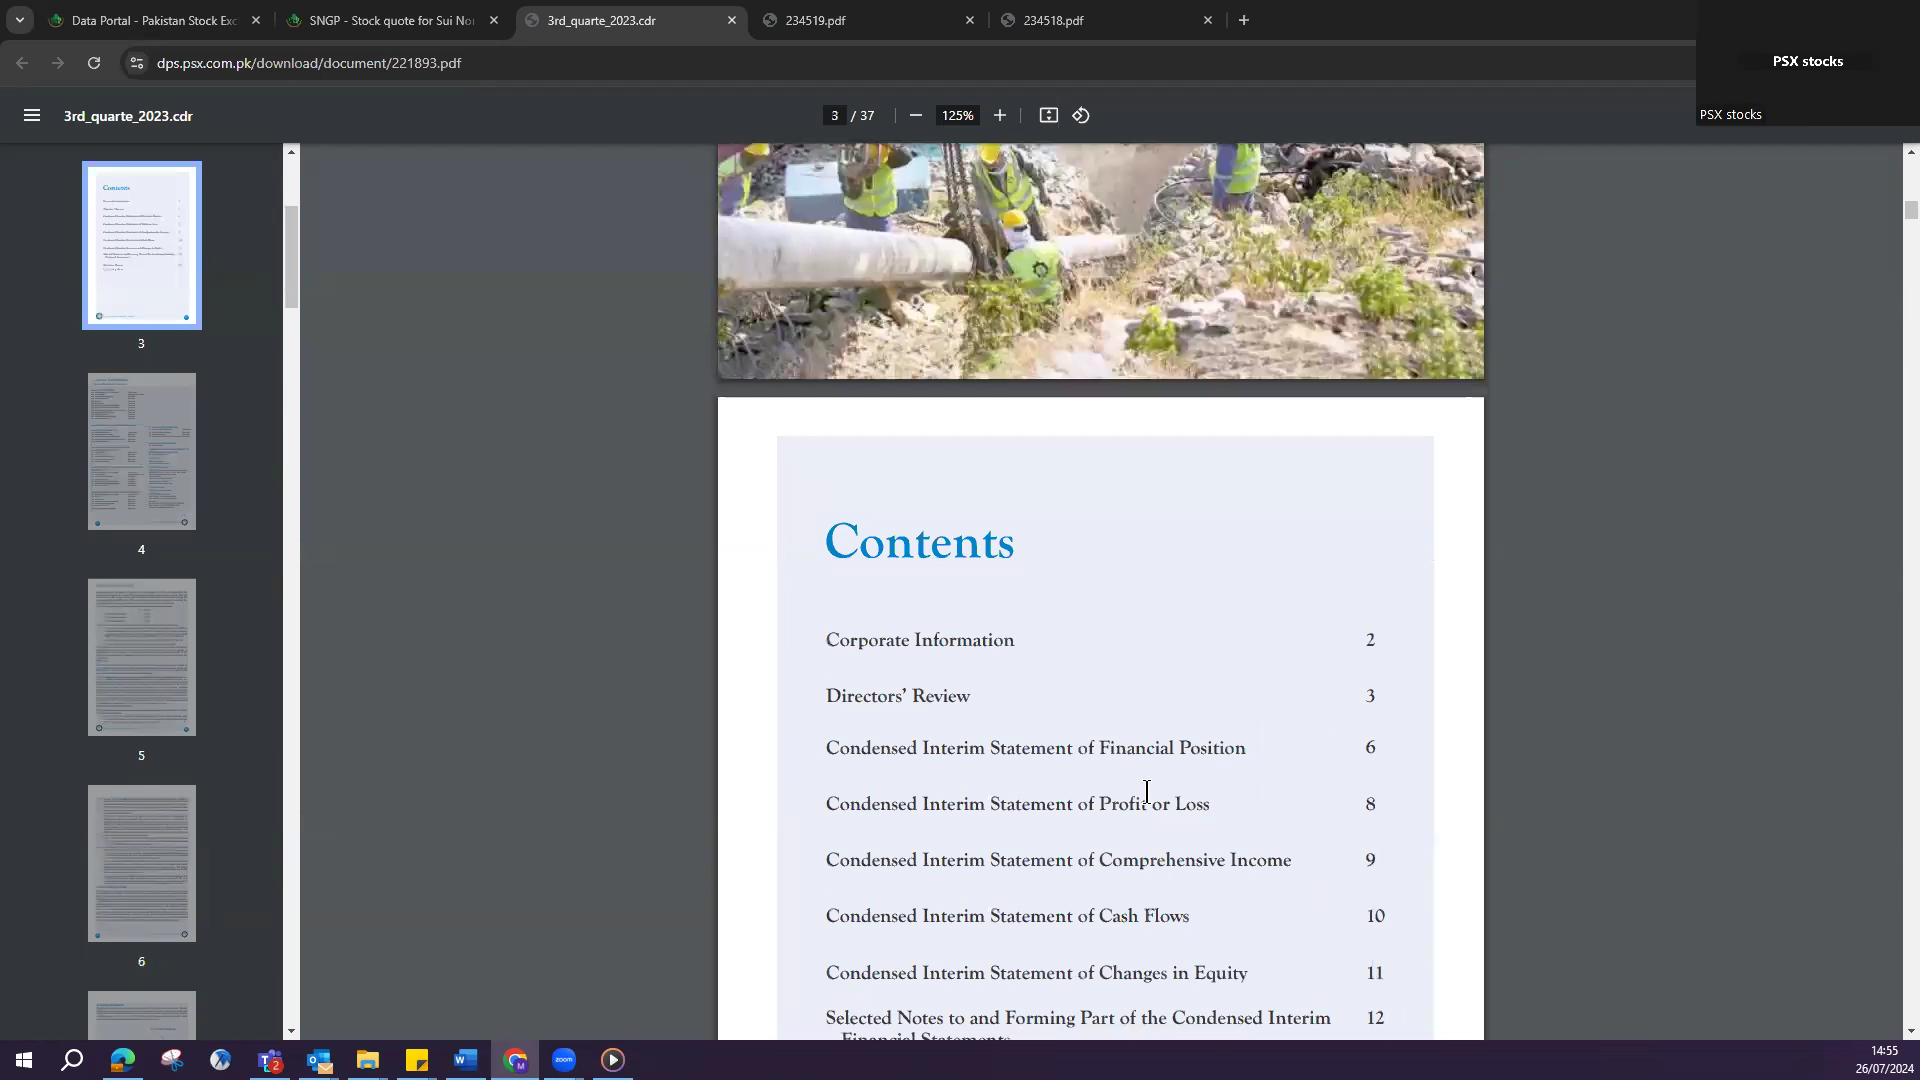 Data Portal - Pakistan Stock Exc
SNGP - Stock quote for Sui Nor
3rd_quarte_2023.cdr
234519.pdf
234518.pdf
dps.psx.com.pk/download/document/221893.pdf
PSX stocks
PSX stocks
3rd_quarte_2023.cdr
3 / 37
125%
Contents
3
4
5
6
Contents
Corporate Information 2
Directors’ Review 3
Condensed Interim Statement of Financial Position 6
Condensed Interim Statement of Profit or Loss 8
Condensed Interim Statement of Comprehensive Income 9
Condensed Interim Statement of Cash Flows 10
Condensed Interim Statement of Changes in Equity 11
Selected Notes to and Forming Part of the Condensed Interim 12
Financial Statements
2
zoom
14:55
26/07/2024